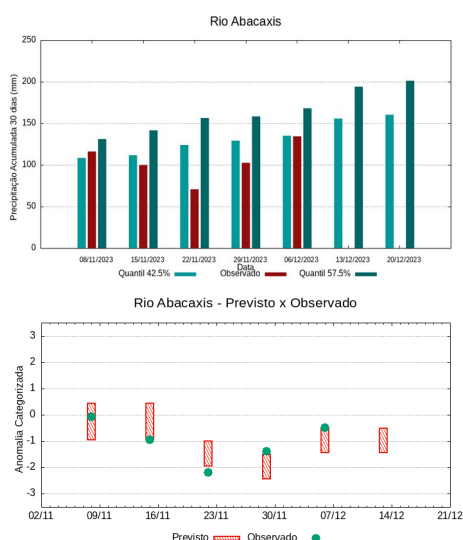 Rio Abacaxis
Precipitação Acumulada 30 dias (mm)
250
200
150
100
50
0
08/11/2023 15/11/2023 22/11/2023 29/11/2023 06/12/2023 13/12/2023 20/12/2023
Data
Quantil 42.5% Observado Quantil 57.5%
Rio Abacaxis - Previsto x Observado
Anomalia Categorizada
3
2
1
0
-1
-2
-3
02/11 09/11 16/11 23/11 30/11 07/12 14/12 21/12
Previsto Observado